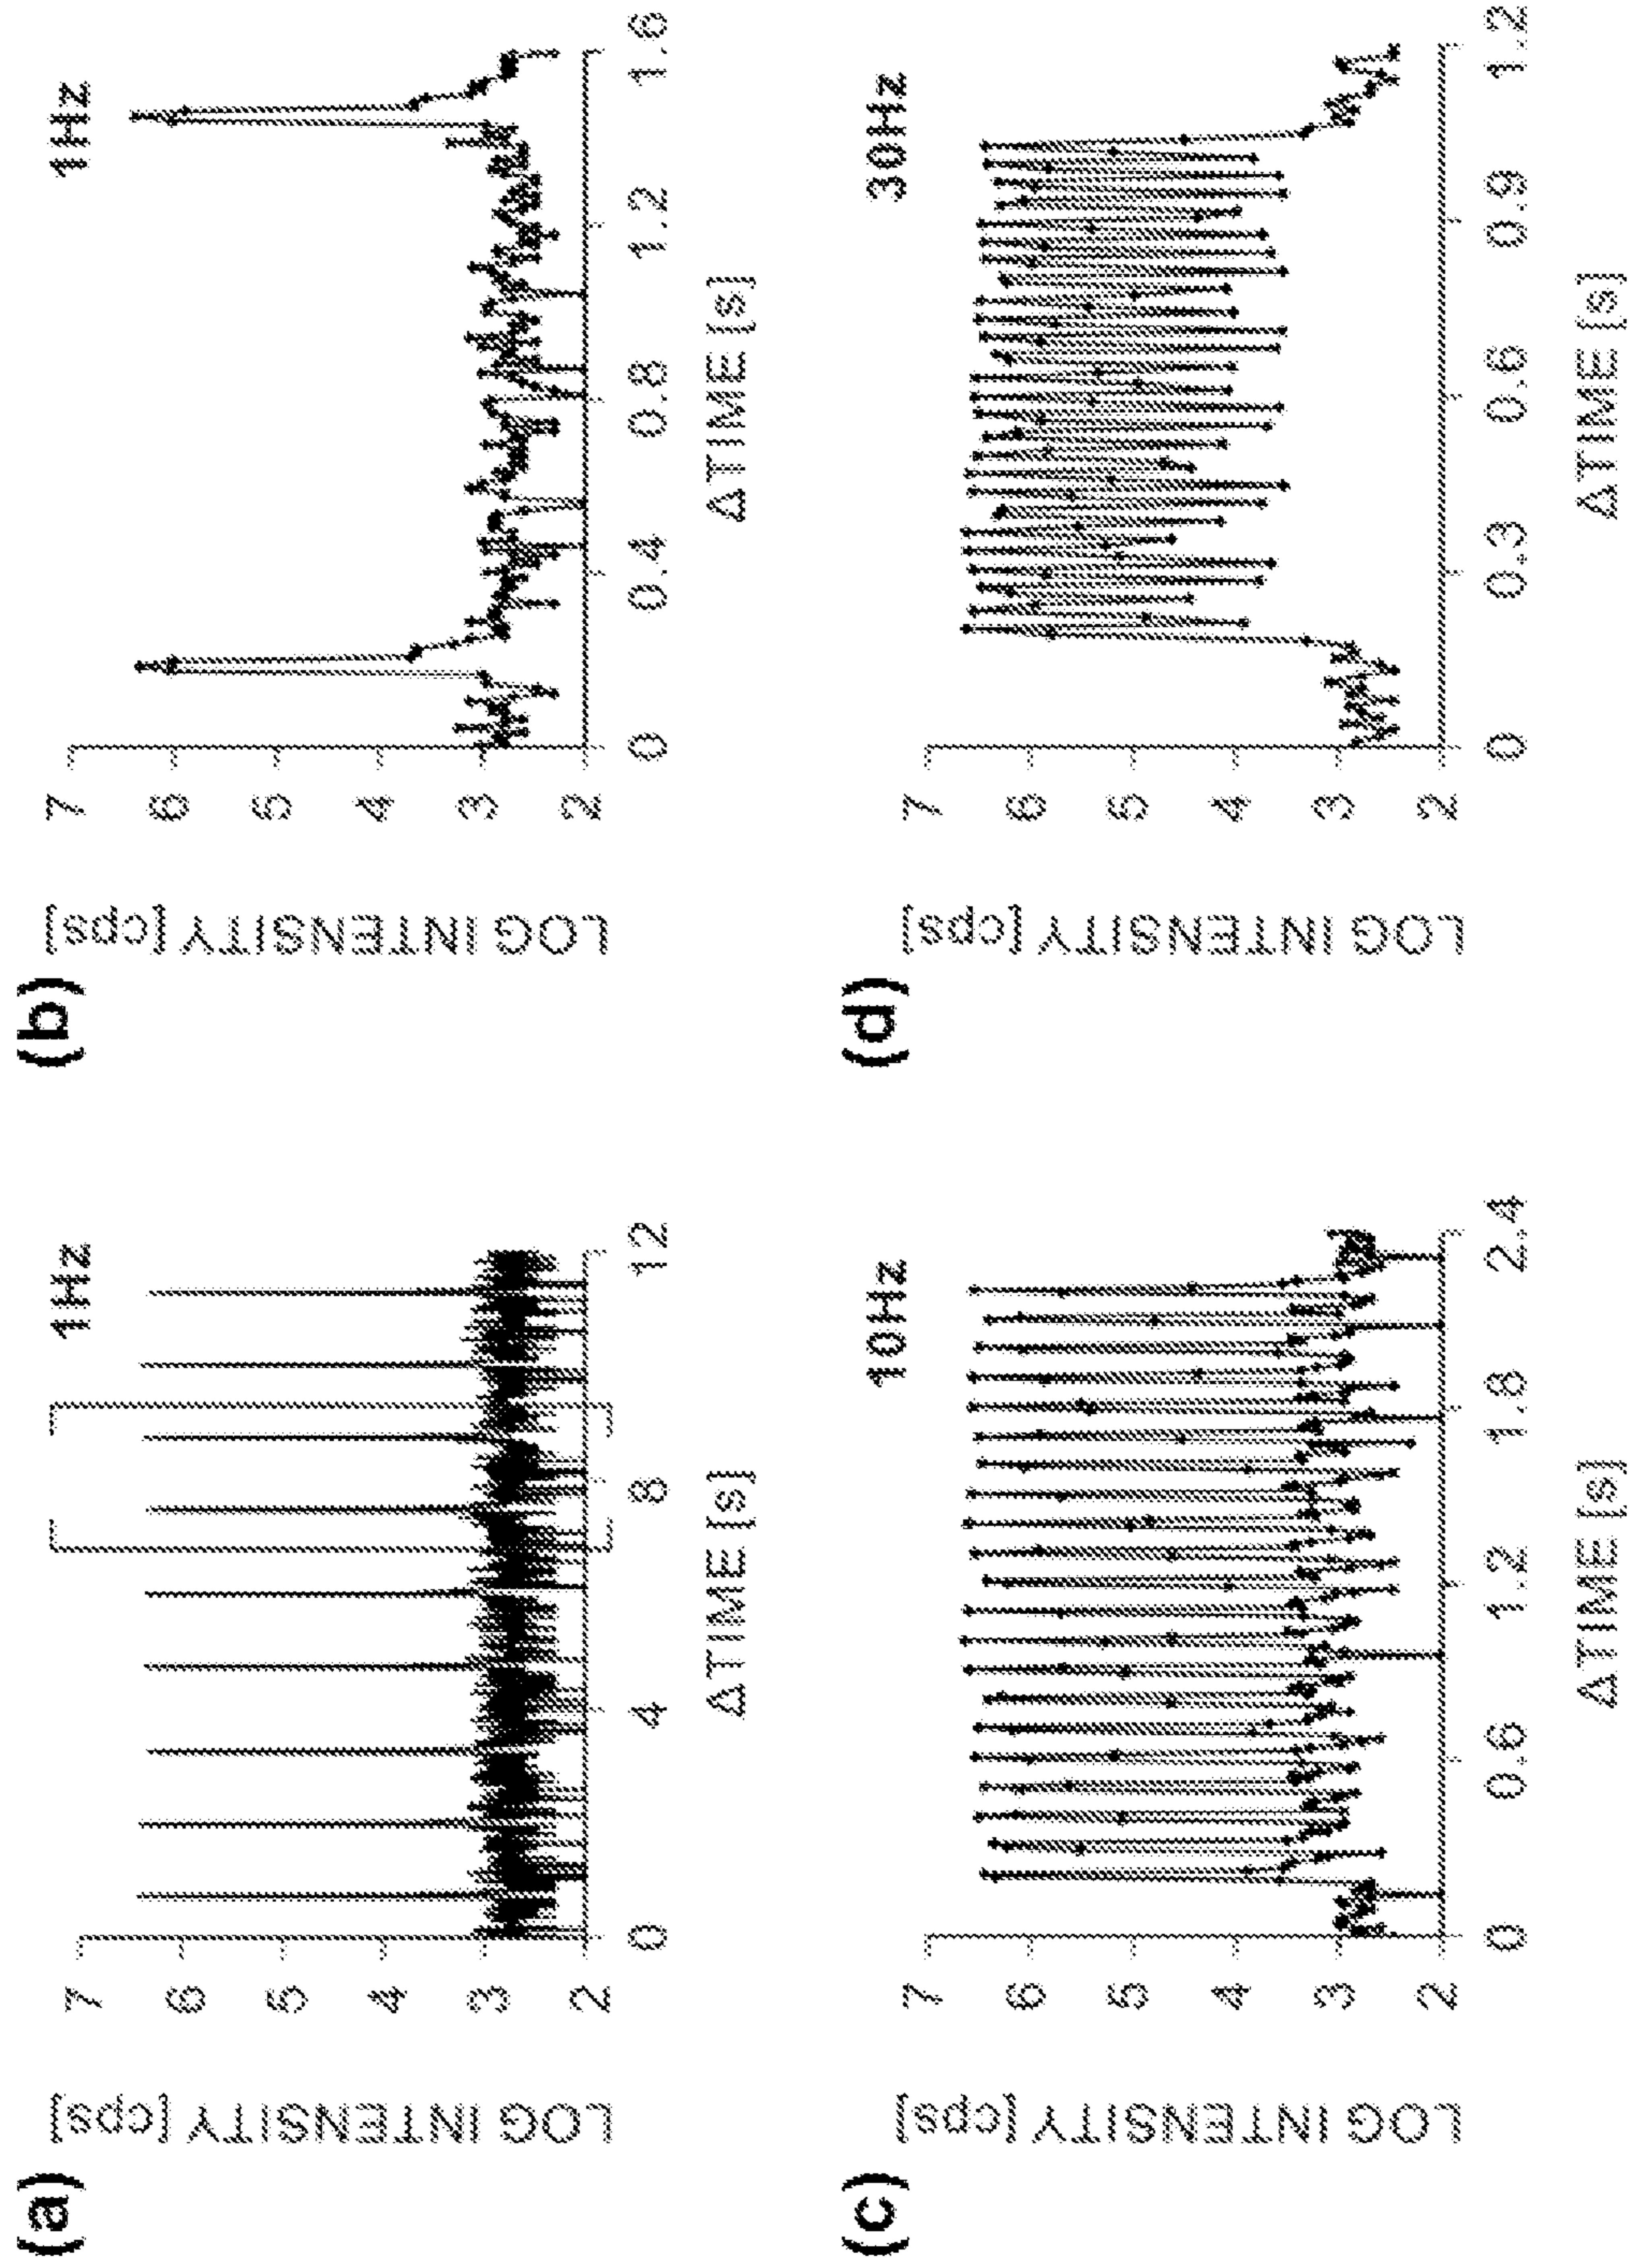 (a)
1Hz
LOG INTENSITY [cps]
7
6
5
4
3
2
0
4
8
12
ΔTIME [s]
(b)
1Hz
LOG INTENSITY [cps]
7
6
5
4
3
2
0
0.4
0.8
1.2
1.6
ΔTIME [s]
(c)
10Hz
LOG INTENSITY [cps]
7
6
5
4
3
2
0
0.6
1.2
1.8
2.4
ΔTIME [s]
(d)
30Hz
LOG INTENSITY [cps]
7
6
5
4
3
2
0
0.3
0.6
0.9
1.2
ΔTIME [s]